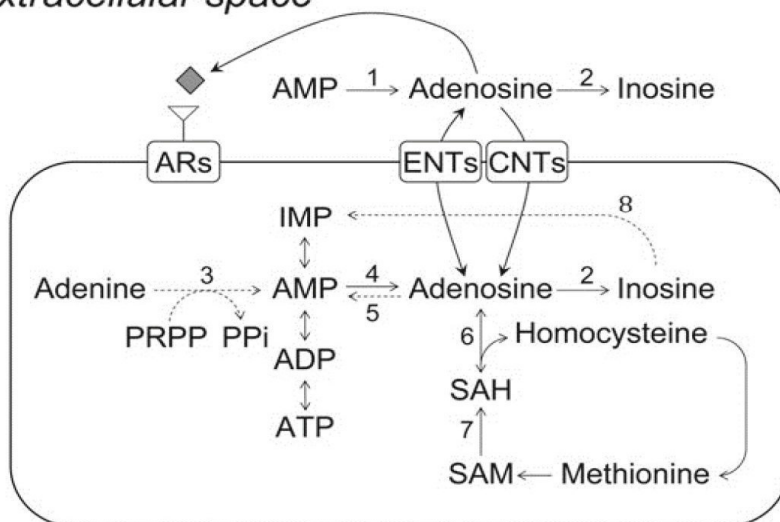 extracellular space
AMP 1 Adenosine 2 Inosine
ARs ENTs CNTs
8
IMP
Adenine 3 AMP 4 Adenosine 2 Inosine
5
PRPP PPi 6 Homocysteine
ADP
SAH
ATP 7
SAM Methionine